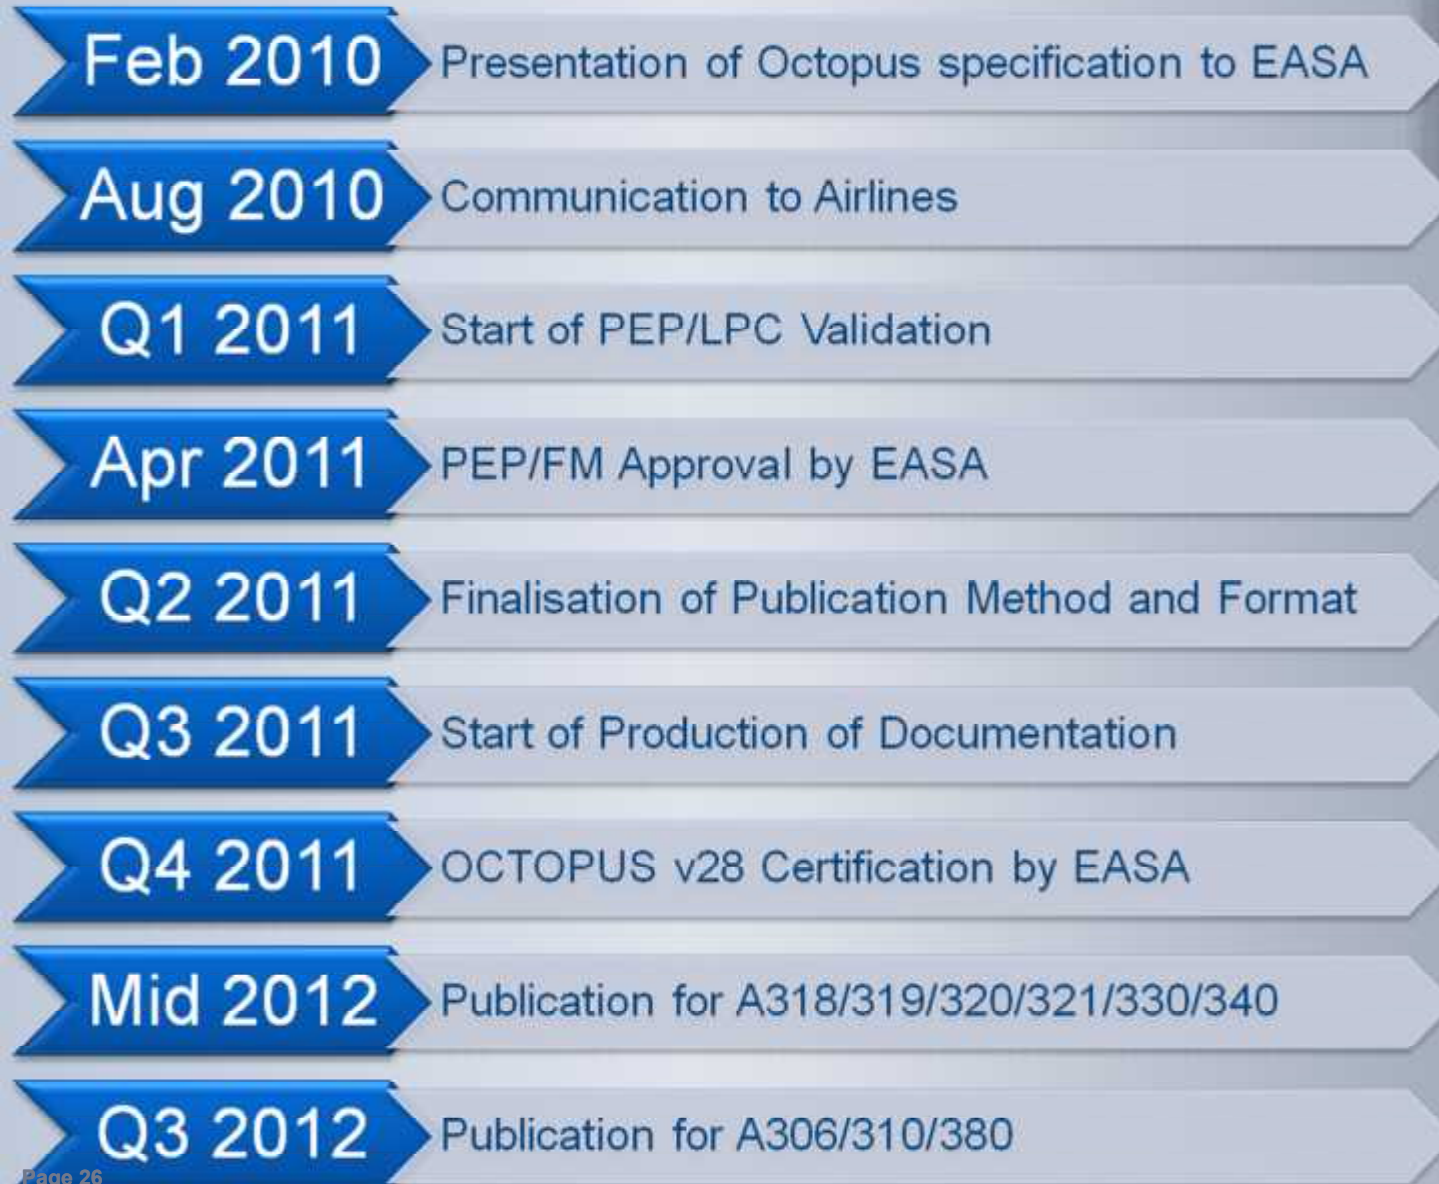 Feb 2010 Presentation of Octopus specification to EASA
Aug 2010 Communication to Airlines
Q1 2011 Start of PEP/LPC Validation
Apr 2011 PEP/FM Approval by EASA
Q2 2011 Finalisation of Publication Method and Format
Q3 2011 Start of Production of Documentation
Q4 2011 OCTOPUS v28 Certification by EASA
Mid 2012 Publication for A318/319/320/321/330/340
Q3 2012 Publication for A306/310/380
Page 26